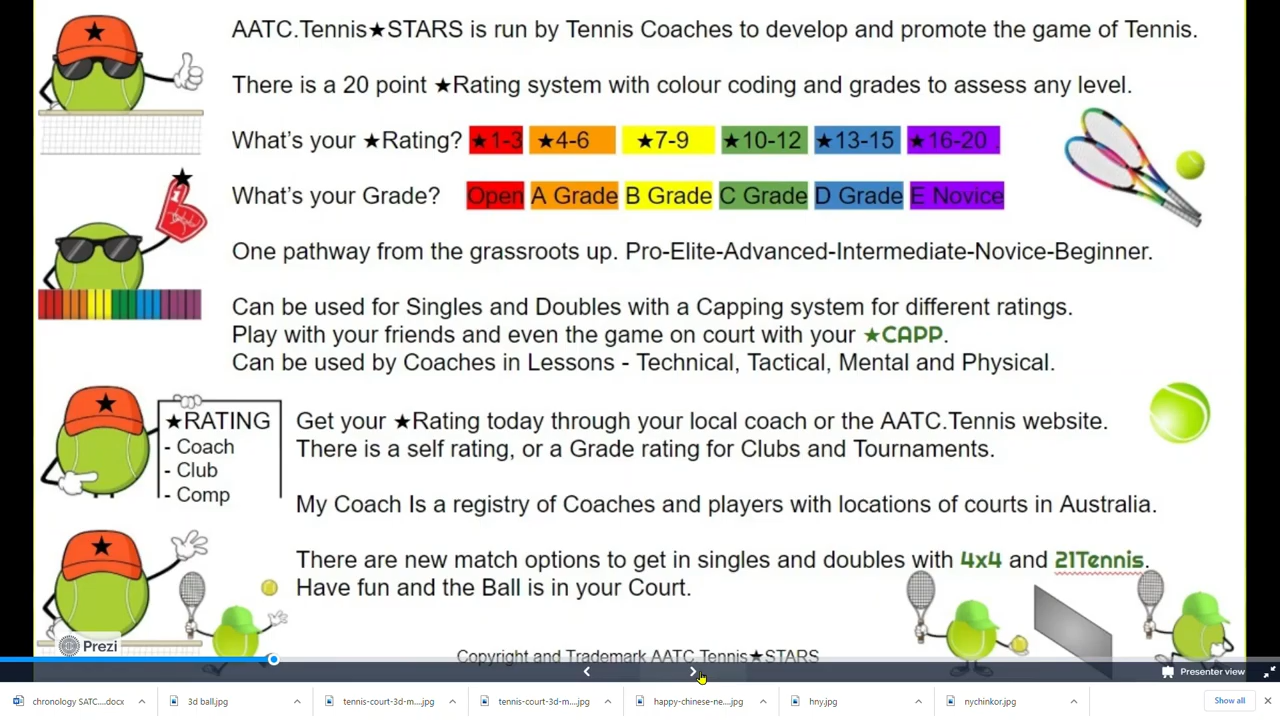 AATC.Tennis★STARS is run by Tennis Coaches to develop and promote the game of Tennis.
There is a 20 point ★Rating system with colour coding and grades to assess any level.
What's your ★Rating? ★1-3 ★4-6 ★7-9 ★10-12 ★13-15 ★16-20
What's your Grade? Open A Grade B Grade C Grade D Grade E Novice
1
One pathway from the grassroots up. Pro-Elite-Advanced-Intermediate-Novice-Beginner.
Can be used for Singles and Doubles with a Capping system for different ratings.
Play with your friends and even the game on court with your ★CAPP.
Can be used by Coaches in Lessons - Technical, Tactical, Mental and Physical.
★RATING
- Coach
- Club
- Comp
Get your ★Rating today through your local coach or the AATC.Tennis website.
There is a self rating, or a Grade rating for Clubs and Tournaments.
My Coach Is a registry of Coaches and players with locations of courts in Australia.
There are new match options to get in singles and doubles with 4x4 and 21Tennis.
Have fun and the Ball is in your Court.
Prezi
Copyright and Trademark AATC Tennis★STARS
Presenter view
chronology SATC....docx
3d ball.jpg
tennis-court-3d-m....jpg
tennis-court-3d-m....jpg
happy-chinese-ne....jpg
hny.jpg
nychinkor.jpg
Show all